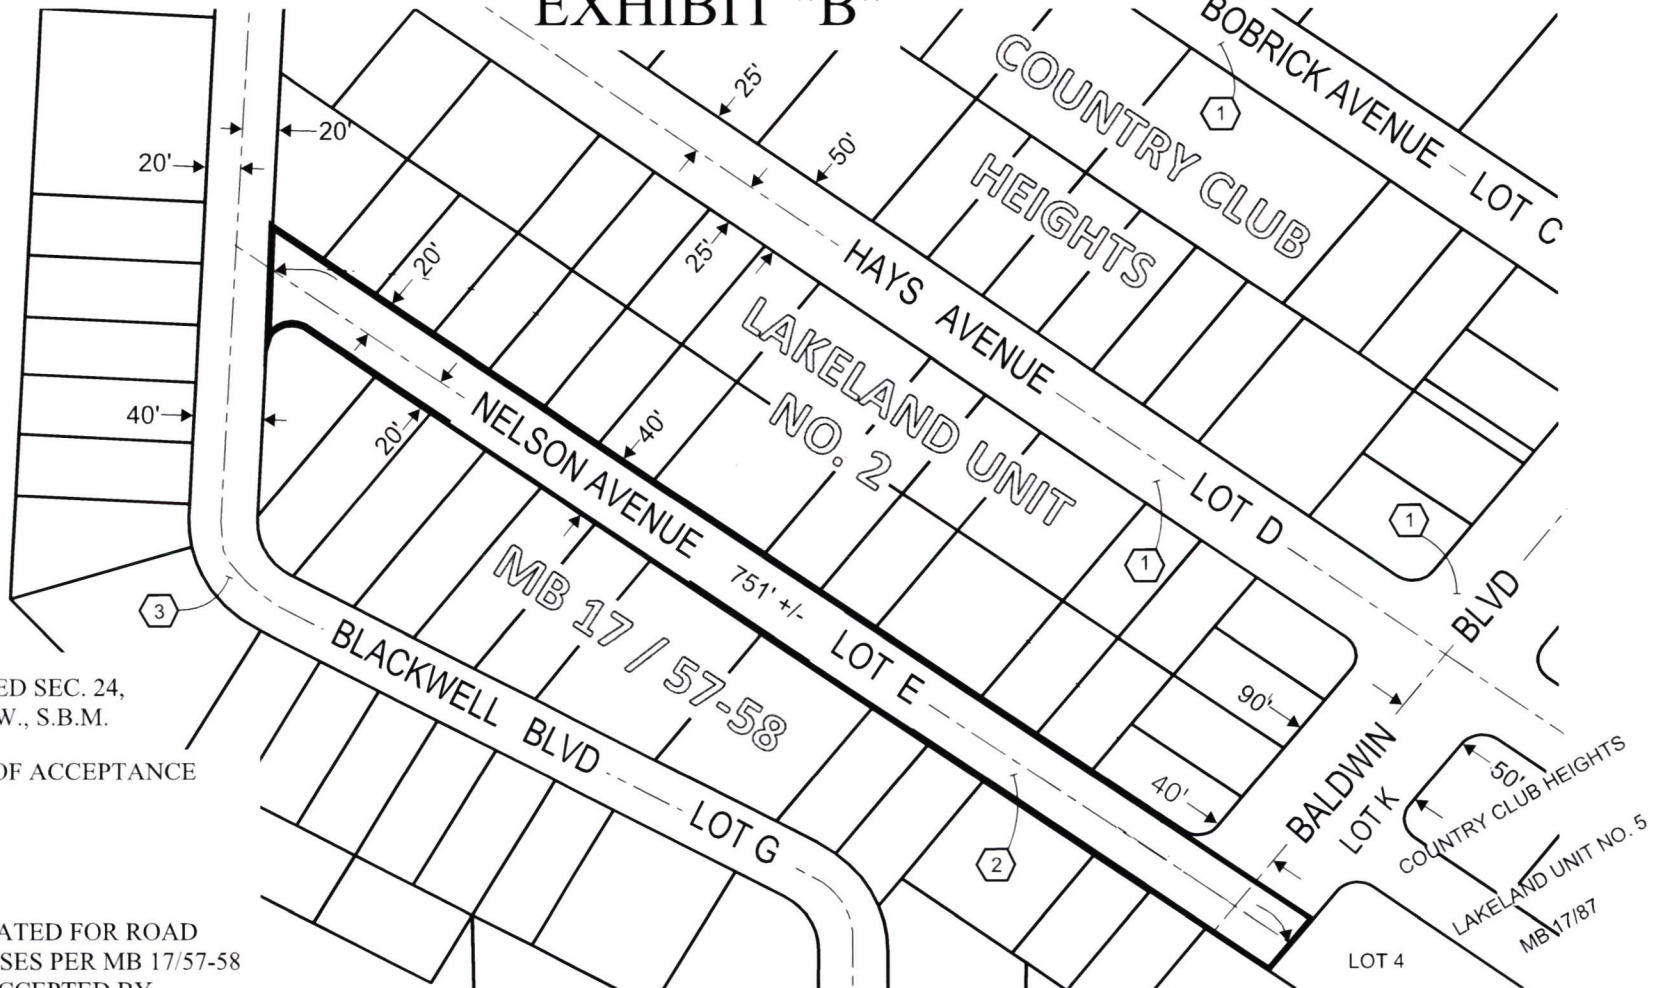 EXHIBIT "B"
BOBRICK AVENUE LOT C
1
COUNTRY CLUB
HEIGHTS
25'
50'
20'
20'
HAYS AVENUE LOT D
25'
20'
LAKELAND UNIT
NO. 2
40'
20'
40'
NELSON AVENUE 751' +/- LOT E
1
1
MB 17 / 57-58
3
BLACKWELL BLVD LOT G
BALDWIN BLVD
LOT K
90'
40'
50'
2
COUNTRY CLUB HEIGHTS
LAKELAND UNIT NO. 5
MB 17/87
LOT 4
ED SEC. 24,
W., S.B.M.
OF ACCEPTANCE
ATED FOR ROAD
SES PER MB 17/57-58